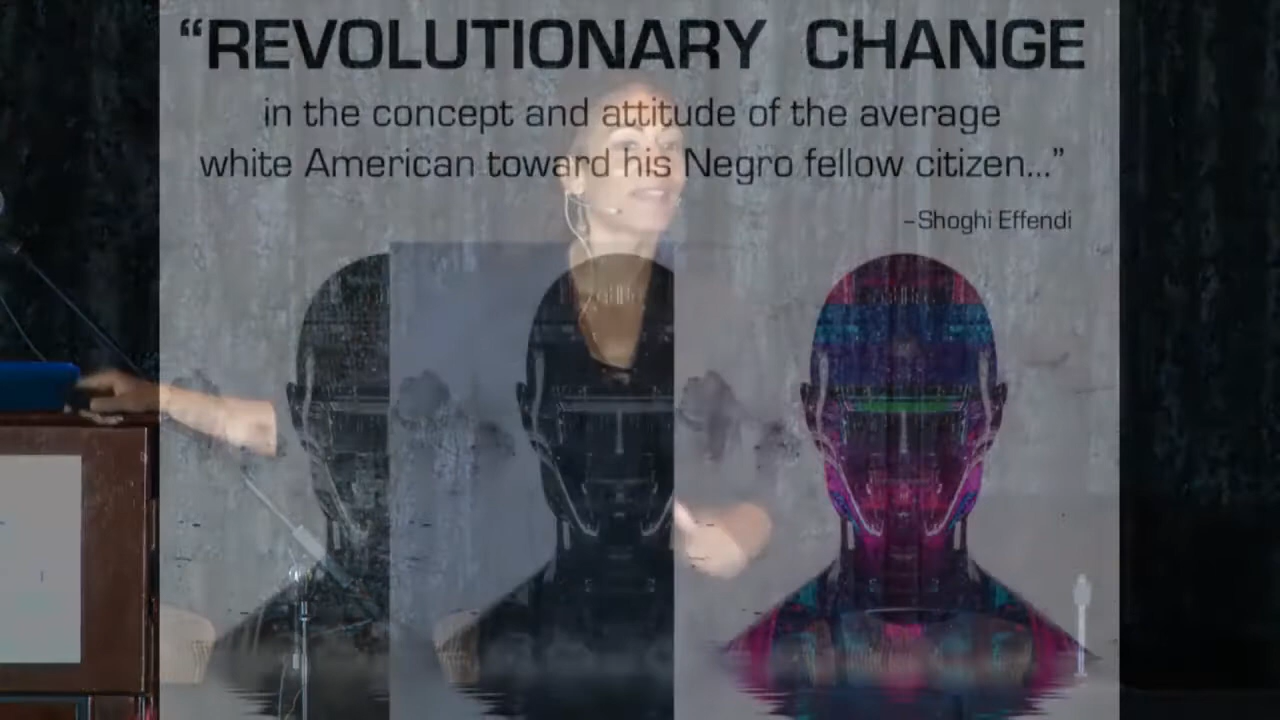 “REVOLUTIONARY CHANGE
in the concept and attitude of the average
white American toward his Negro fellow citizen...”
–Shoghi Effendi